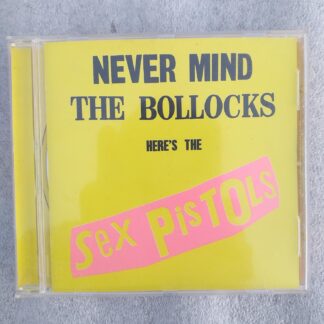 NEVER MIND
THE BOLLOCKS
HERE'S THE
Sex PiSTOLS